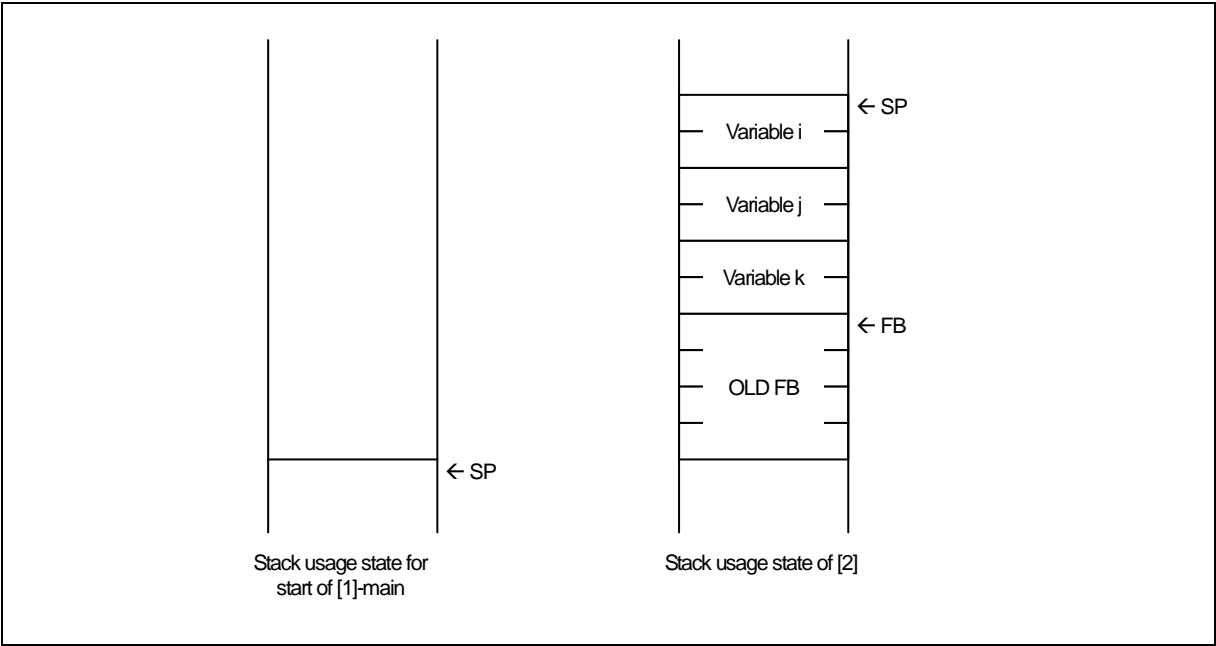 ← SP
Variable i
Variable j
Variable k
← FB
OLD FB
← SP
Stack usage state for
start of [1]-main
Stack usage state of [2]